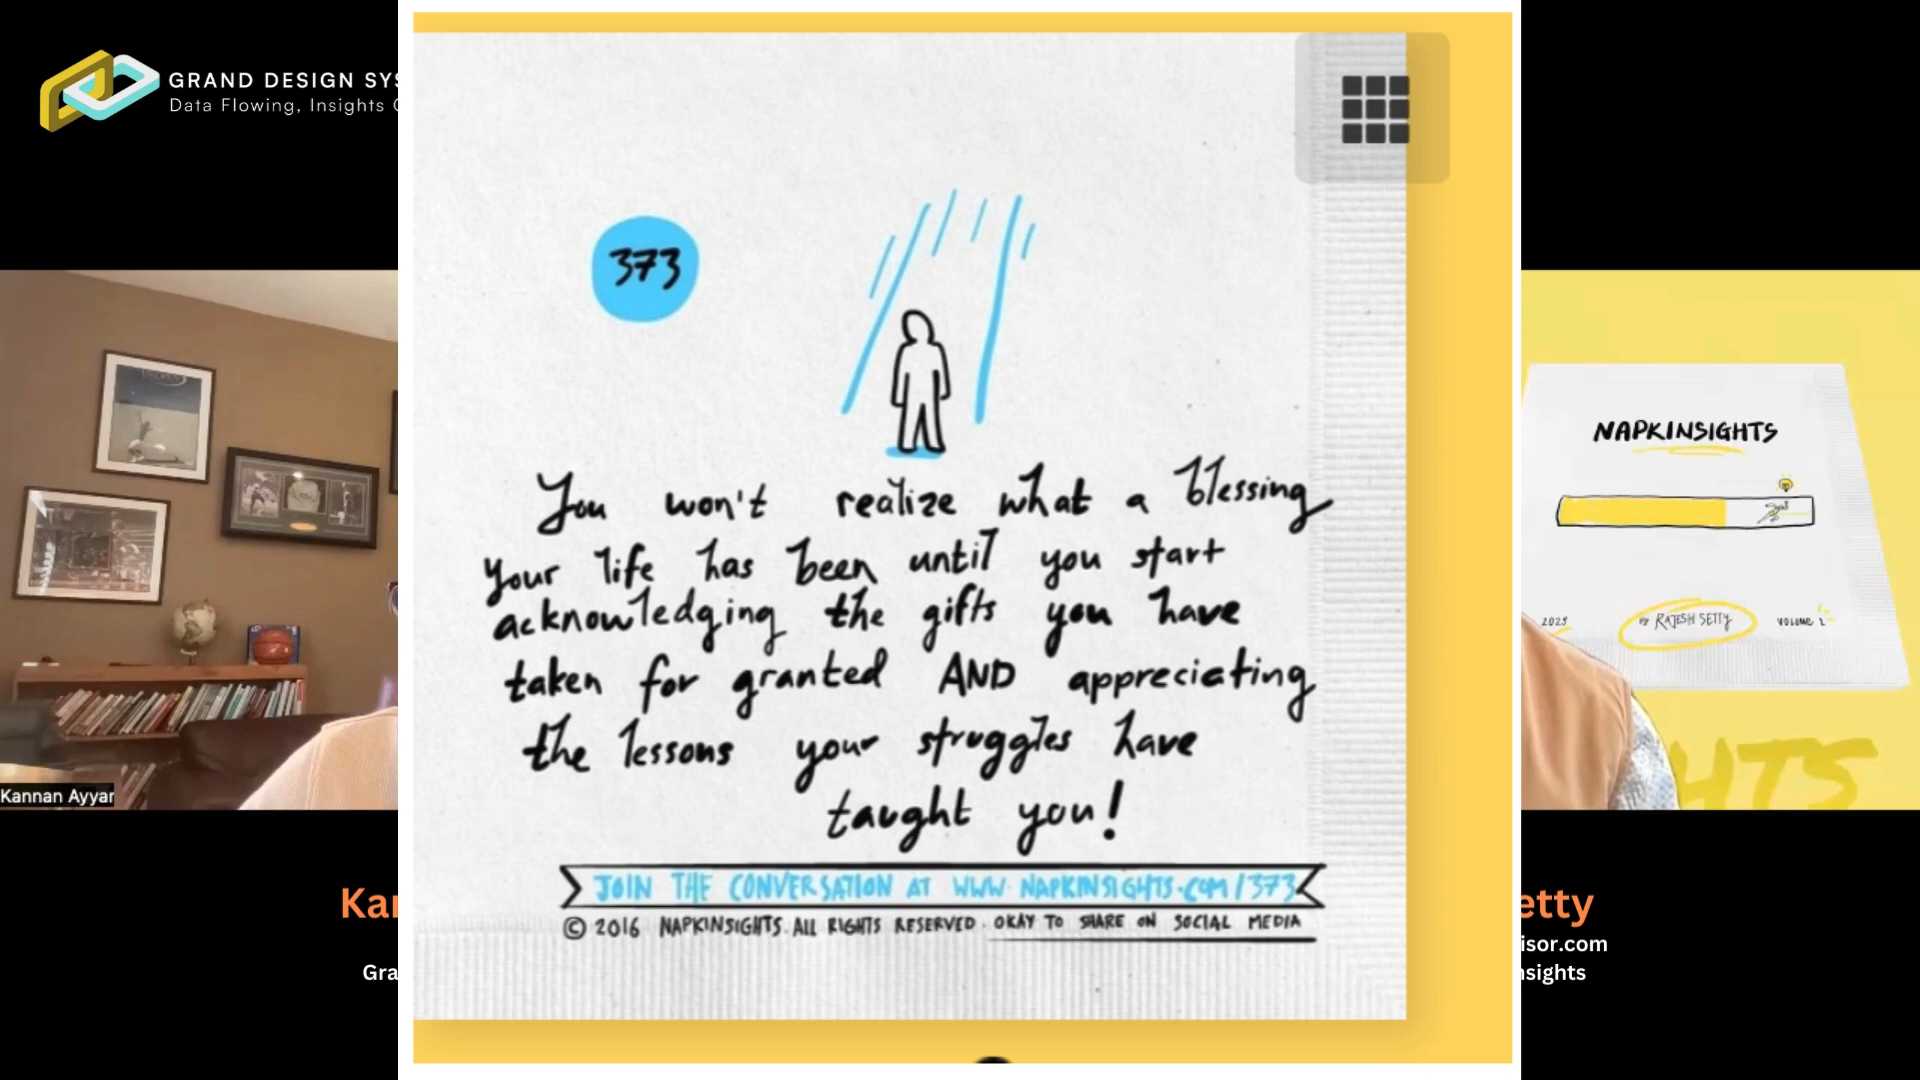 GRAND DESIGN SYS
Data Flowing, Insights
373
You won't realize what a blessing
your life has been until you start
acknowledging the gifts you have
taken for granted AND appreciating
the lessons your struggles have
taught you!
JOIN THE CONVERSATION AT WWW.NAPKINSIGHTS.COM/373
© 2016 NAPKINSIGHTS. ALL RIGHTS RESERVED. OKAY TO SHARE ON SOCIAL MEDIA
NAPKINSIGHTS
2025
BY RAJESH SETTY
VOLUME 1
HTS
Kannan Ayyar
Kar
Gra
etty
isor.com
nsights